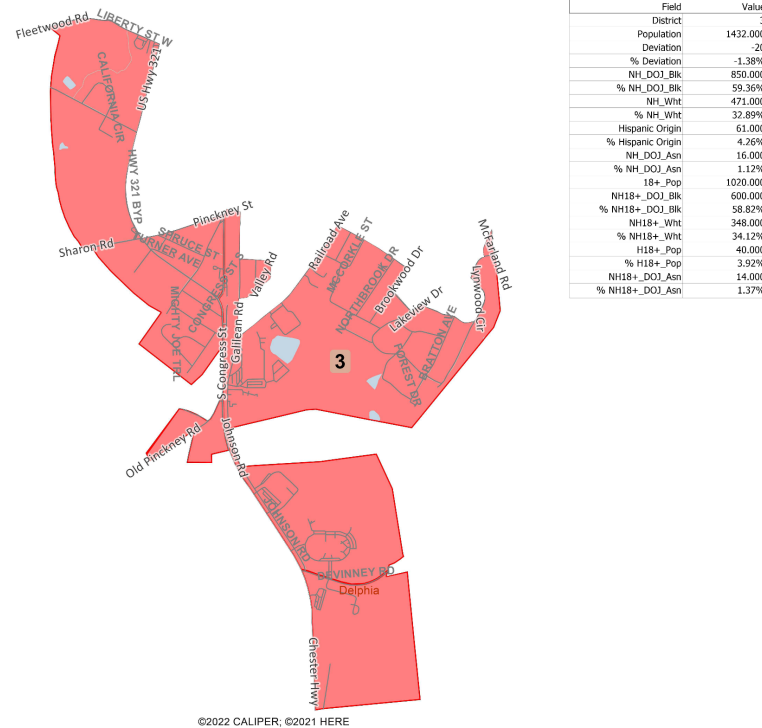 Fleetwood Rd
LIBERTY ST W
US Hwy 321
CALIFORNIA CIR
HWY 321 BYP
Pinckney St
SPRUCE ST
TURNER AVE
Sharon Rd
CONGRESS ST S
Valley Rd
MIGHTY JOE TRL
Galilean Rd
S Congress St
Railroad Ave
MCCORKLE ST
NORTHBROOK DR
Brookwood Dr
Lakeview Dr
McFarland Rd
Lynwood Cir
BRATTON AVE
FOREST DR
3
Old Pinckney Rd
Johnson Rd
JOHNSON RD
DEVINNEY RD
Delphia
Chester Hwy
©2022 CALIPER; ©2021 HERE
Field Value
District 3
Population 1432.000
Deviation -20
% Deviation -1.38%
NH_DOJ_Blk 850.000
% NH_DOJ_Blk 59.36%
NH_Wht 471.000
% NH_Wht 32.89%
Hispanic Origin 61.000
% Hispanic Origin 4.26%
NH_DOJ_Asn 16.000
% NH_DOJ_Asn 1.12%
18+_Pop 1020.000
NH18+_DOJ_Blk 600.000
% NH18+_DOJ_Blk 58.82%
NH18+_Wht 348.000
% NH18+_Wht 34.12%
H18+_Pop 40.000
% H18+_Pop 3.92%
NH18+_DOJ_Asn 14.000
% NH18+_DOJ_Asn 1.37%